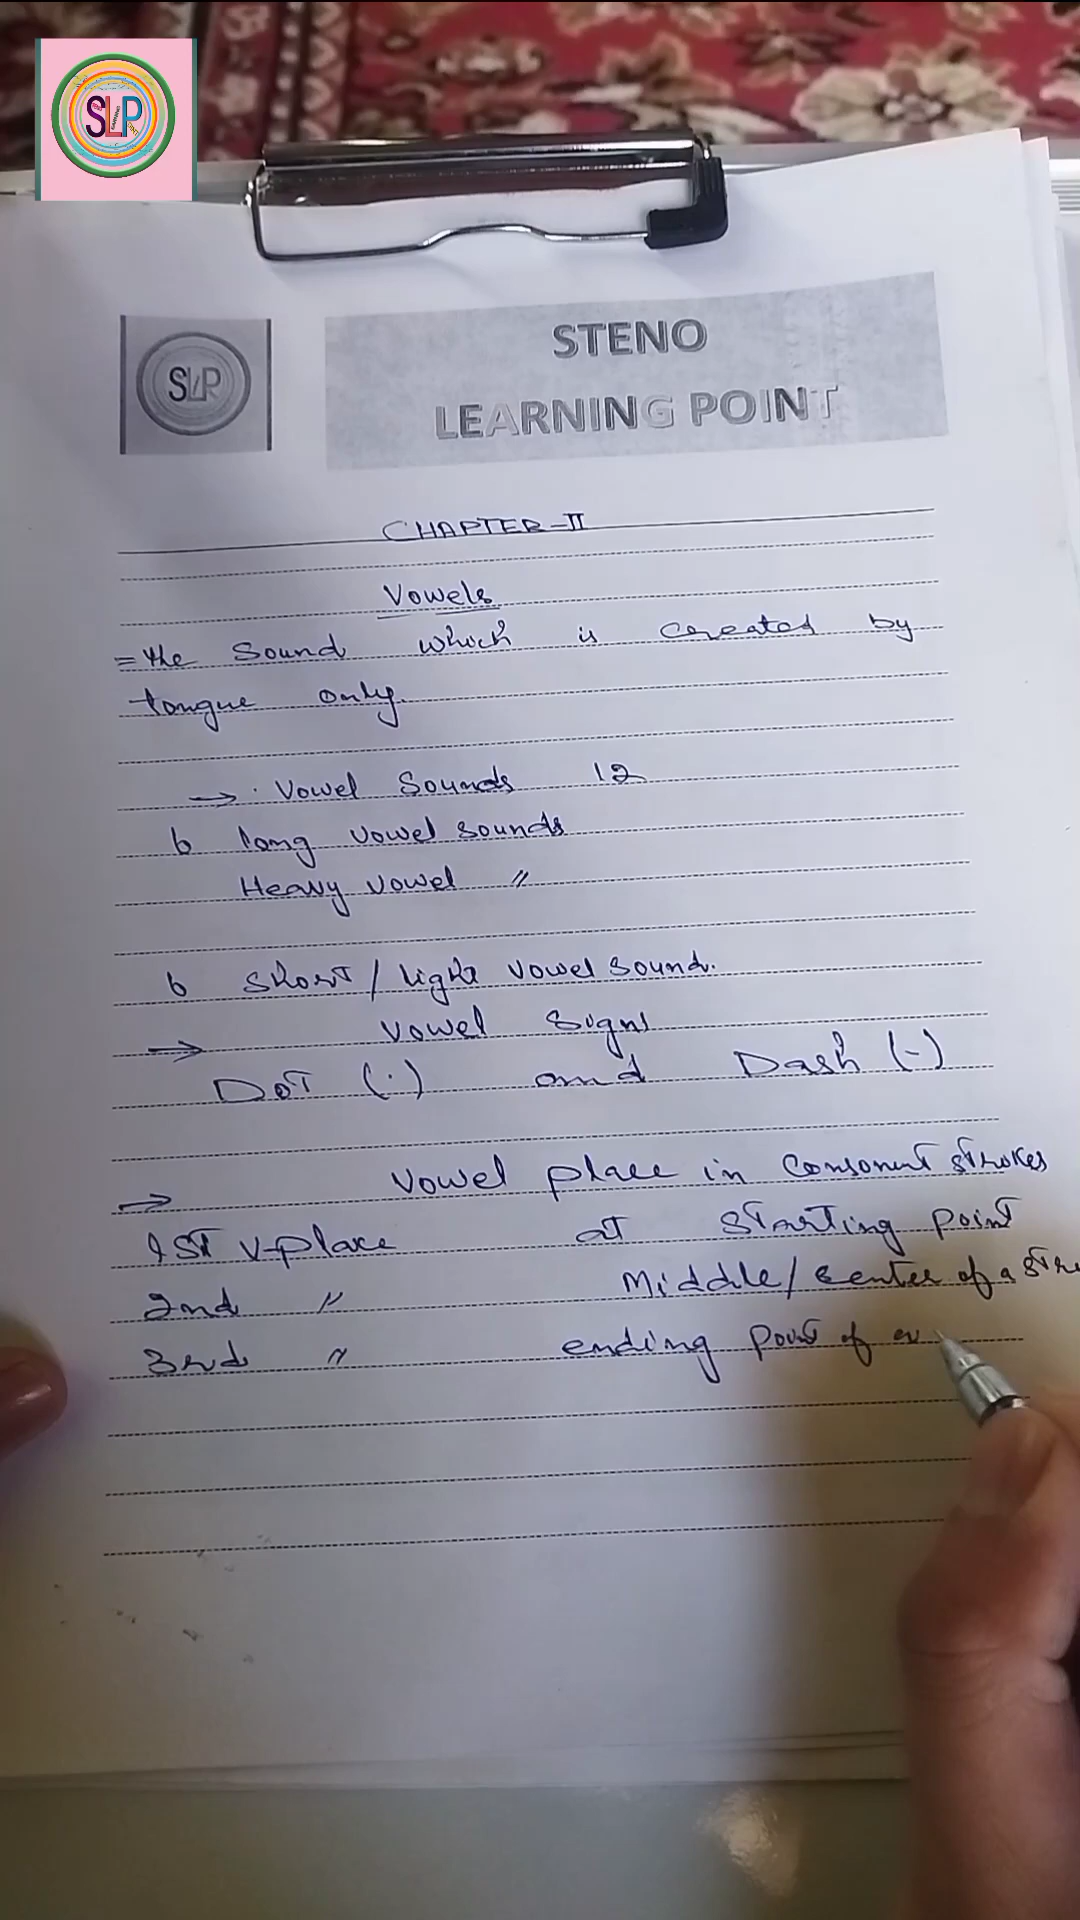 SLP
SLP
STENO
LEARNING POINT
CHAPTER-II
Vowels
= the sound which is created by
tongue only.
→ . Vowel Sounds 12
6 long vowel sounds
Heavy vowel "
6 short / light vowel sound.
→ vowel signs
DOT (.) and Dash (-)
→ Vowel place in Consonent strokes
1ST V-place at starting point
2nd " Middle / center of a
3rd " ending point of